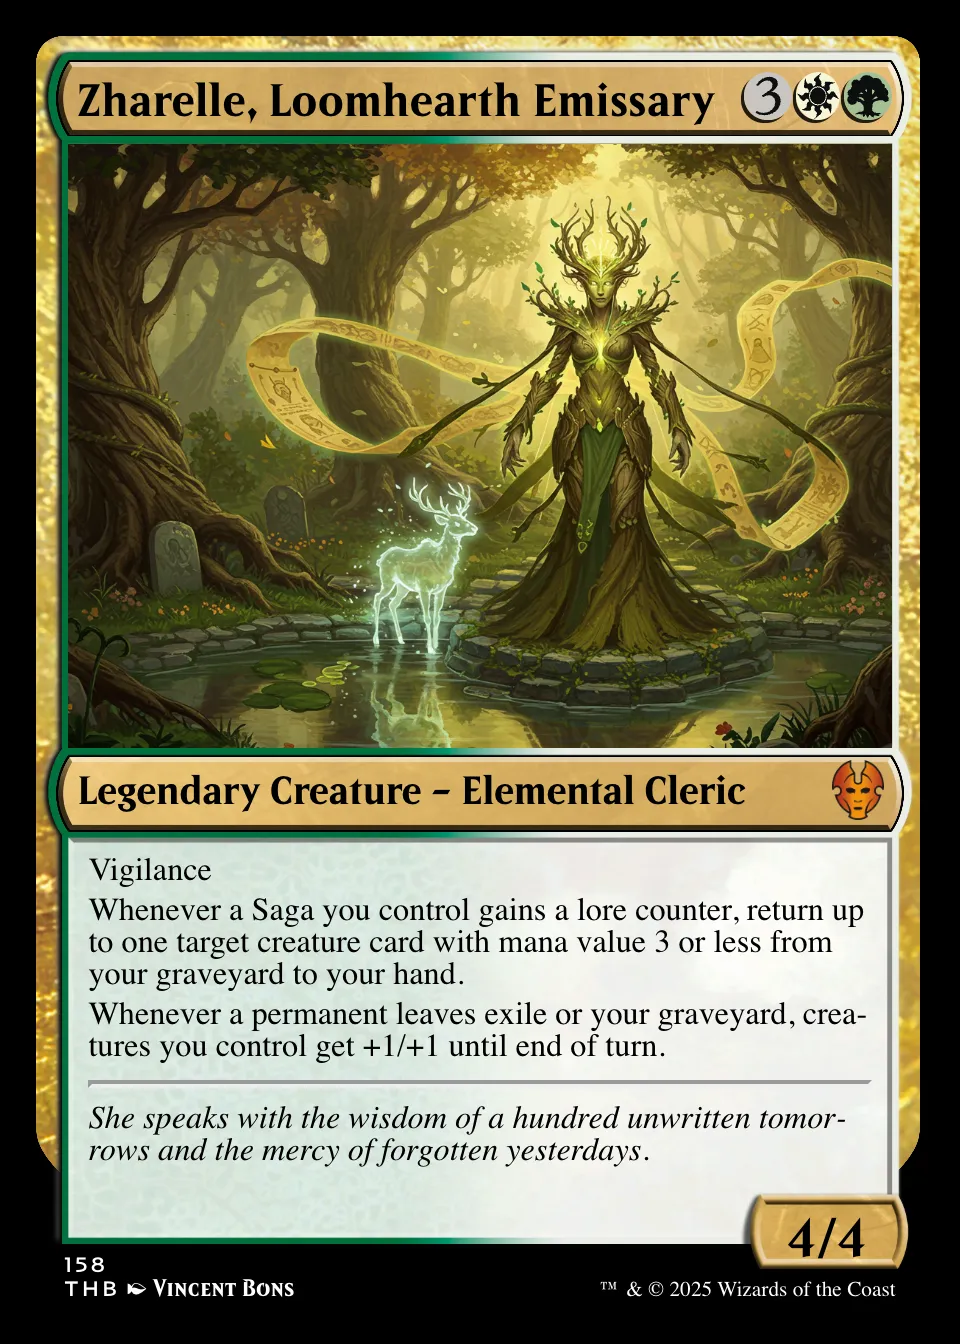 Zharelle, Loomhearth Emissary 3
Legendary Creature – Elemental Cleric
Vigilance
Whenever a Saga you control gains a lore counter, return up
to one target creature card with mana value 3 or less from
your graveyard to your hand.
Whenever a permanent leaves exile or your graveyard, crea-
tures you control get +1/+1 until end of turn.
She speaks with the wisdom of a hundred unwritten tomor-
rows and the mercy of forgotten yesterdays.
4/4
158
THB Vincent Bons
™ & © 2025 Wizards of the Coast